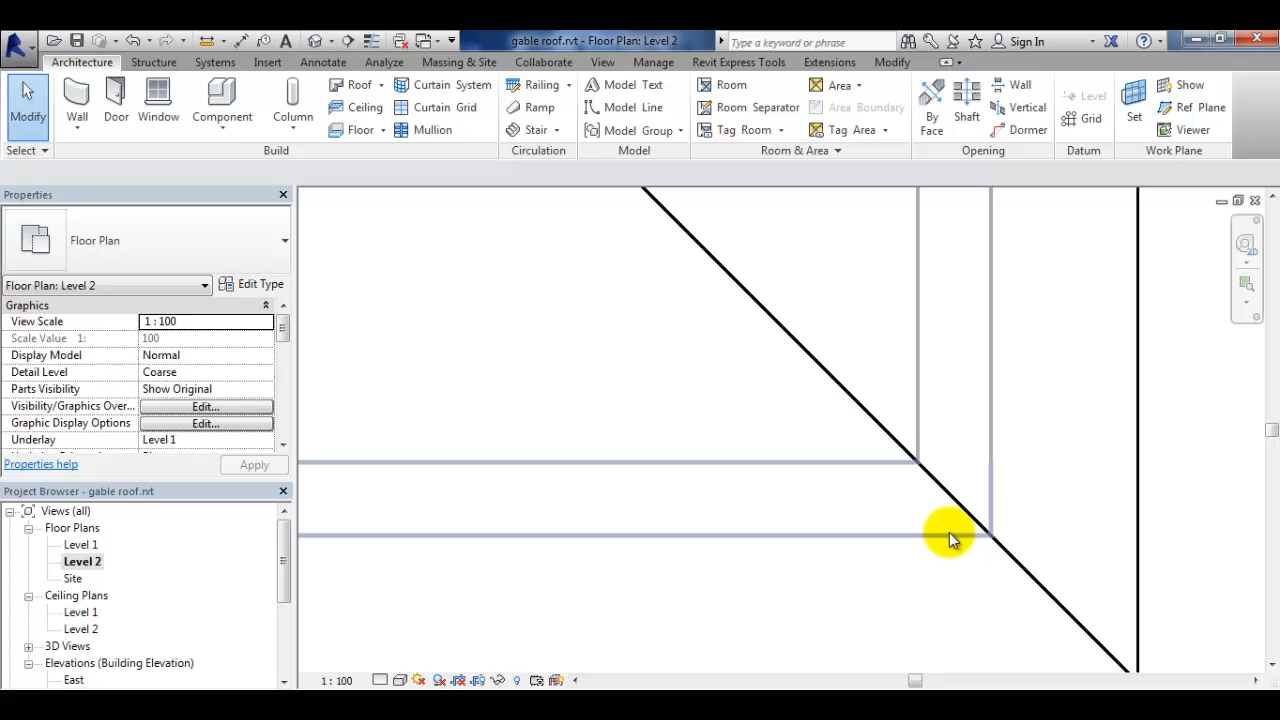 gable roof.rvt - Floor Plan: Level 2
Type a keyword or phrase
Sign In
Architecture Structure Systems Insert Annotate Analyze Massing & Site Collaborate View Manage Revit Express Tools Extensions Modify
Modify Wall Door Window Component Column
Roof Curtain System Railing Model Text Room Area Wall Show
Ceiling Curtain Grid Ramp Model Line Room Separator Area Boundary By Face Shaft Vertical Level Set Ref Plane
Floor Mullion Stair Model Group Tag Room Tag Area Dormer Grid Viewer
Select Build Circulation Model Room & Area Opening Datum Work Plane
Properties
Floor Plan
Floor Plan: Level 2 Edit Type
Graphics
View Scale 1 : 100
Scale Value 1: 100
Display Model Normal
Detail Level Coarse
Parts Visibility Show Original
Visibility/Graphics Over... Edit...
Graphic Display Options Edit...
Underlay Level 1
Properties help Apply
Project Browser - gable roof.rvt
Views (all)
Floor Plans
Level 1
Level 2
Site
Ceiling Plans
Level 1
Level 2
3D Views
Elevations (Building Elevation)
East
1 : 100
2D